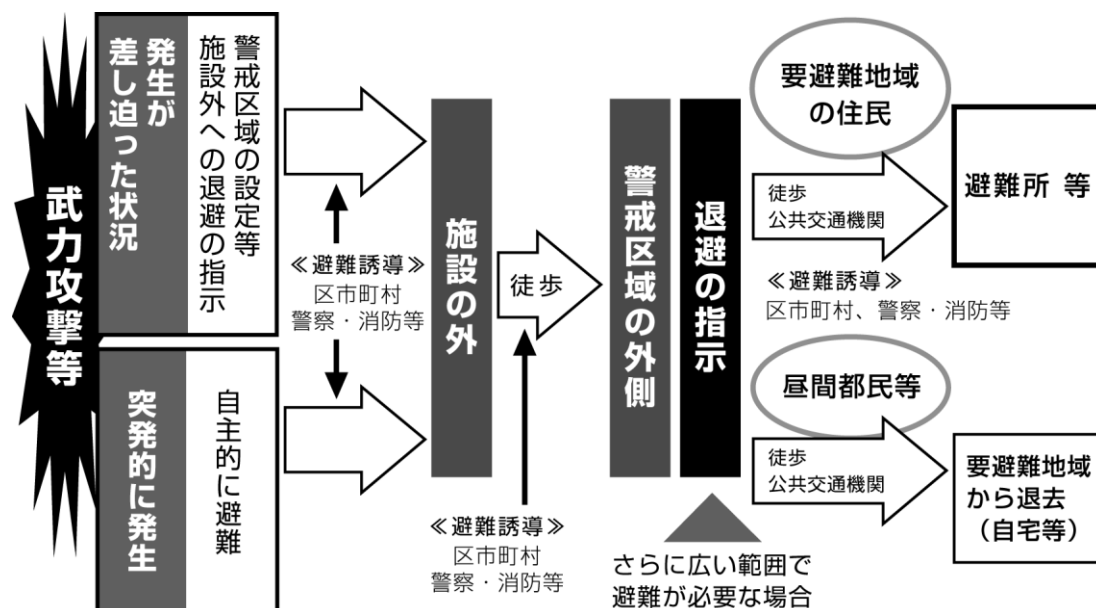 武力攻撃等
発生が
差し迫った状況
警戒区域の設定等
施設外への退避の指示
突発的に発生
自主的に避難
≪避難誘導≫
区市町村
警察・消防等
施設の外
徒歩
≪避難誘導≫
区市町村
警察・消防等
警戒区域の外側
退避の指示
さらに広い範囲で
避難が必要な場合
要避難地域
の住民
徒歩
公共交通機関
≪避難誘導≫
区市町村、警察・消防等
避難所 等
昼間都民等
徒歩
公共交通機関
要避難地域
から退去
（自宅等）